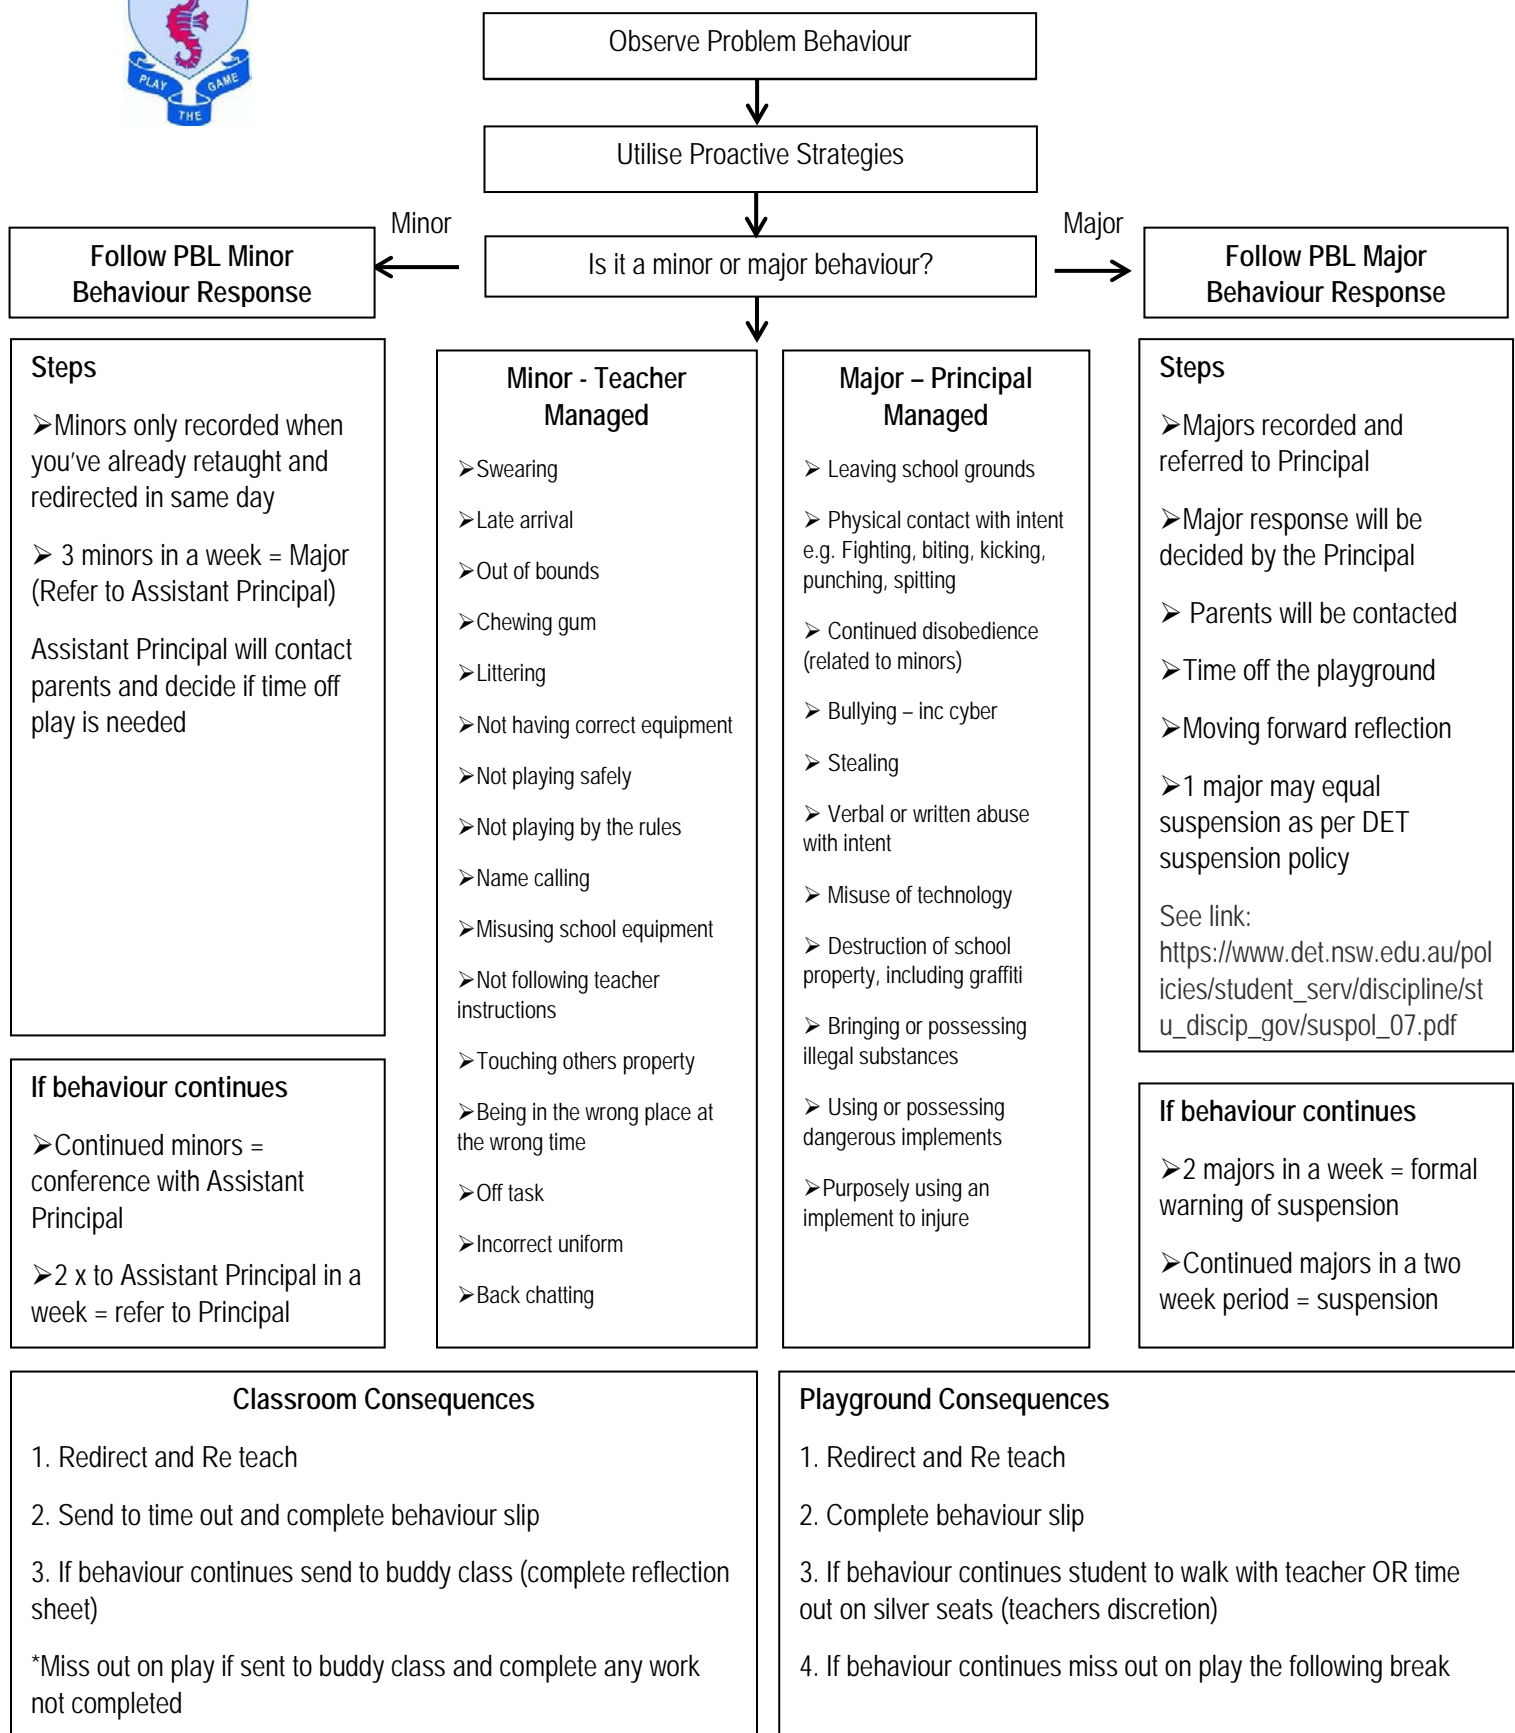 PLAY
THE
GAME
Observe Problem Behaviour
Utilise Proactive Strategies
Minor
Is it a minor or major behaviour?
Major
Follow PBL Minor
Behaviour Response
Follow PBL Major
Behaviour Response
Steps
➢Minors only recorded when
you've already retaught and
redirected in same day
➢ 3 minors in a week = Major
(Refer to Assistant Principal)
Assistant Principal will contact
parents and decide if time off
play is needed
If behaviour continues
➢Continued minors =
conference with Assistant
Principal
➢2 x to Assistant Principal in a
week = refer to Principal
Minor - Teacher
Managed
➢Swearing
➢Late arrival
➢Out of bounds
➢Chewing gum
➢Littering
➢Not having correct equipment
➢Not playing safely
➢Not playing by the rules
➢Name calling
➢Misusing school equipment
➢Not following teacher
instructions
➢Touching others property
➢Being in the wrong place at
the wrong time
➢Off task
➢Incorrect uniform
➢Back chatting
Major – Principal
Managed
➢ Leaving school grounds
➢ Physical contact with intent
e.g. Fighting, biting, kicking,
punching, spitting
➢ Continued disobedience
(related to minors)
➢ Bullying – inc cyber
➢ Stealing
➢ Verbal or written abuse
with intent
➢ Misuse of technology
➢ Destruction of school
property, including graffiti
➢ Bringing or possessing
illegal substances
➢ Using or possessing
dangerous implements
➢Purposely using an
implement to injure
Steps
➢Majors recorded and
referred to Principal
➢Major response will be
decided by the Principal
➢ Parents will be contacted
➢Time off the playground
➢Moving forward reflection
➢1 major may equal
suspension as per DET
suspension policy
See link:
https://www.det.nsw.edu.au/pol
icies/student_serv/discipline/st
u_discip_gov/suspol_07.pdf
If behaviour continues
➢2 majors in a week = formal
warning of suspension
➢Continued majors in a two
week period = suspension
Classroom Consequences
1. Redirect and Re teach
2. Send to time out and complete behaviour slip
3. If behaviour continues send to buddy class (complete reflection
sheet)
*Miss out on play if sent to buddy class and complete any work
not completed
Playground Consequences
1. Redirect and Re teach
2. Complete behaviour slip
3. If behaviour continues student to walk with teacher OR time
out on silver seats (teachers discretion)
4. If behaviour continues miss out on play the following break